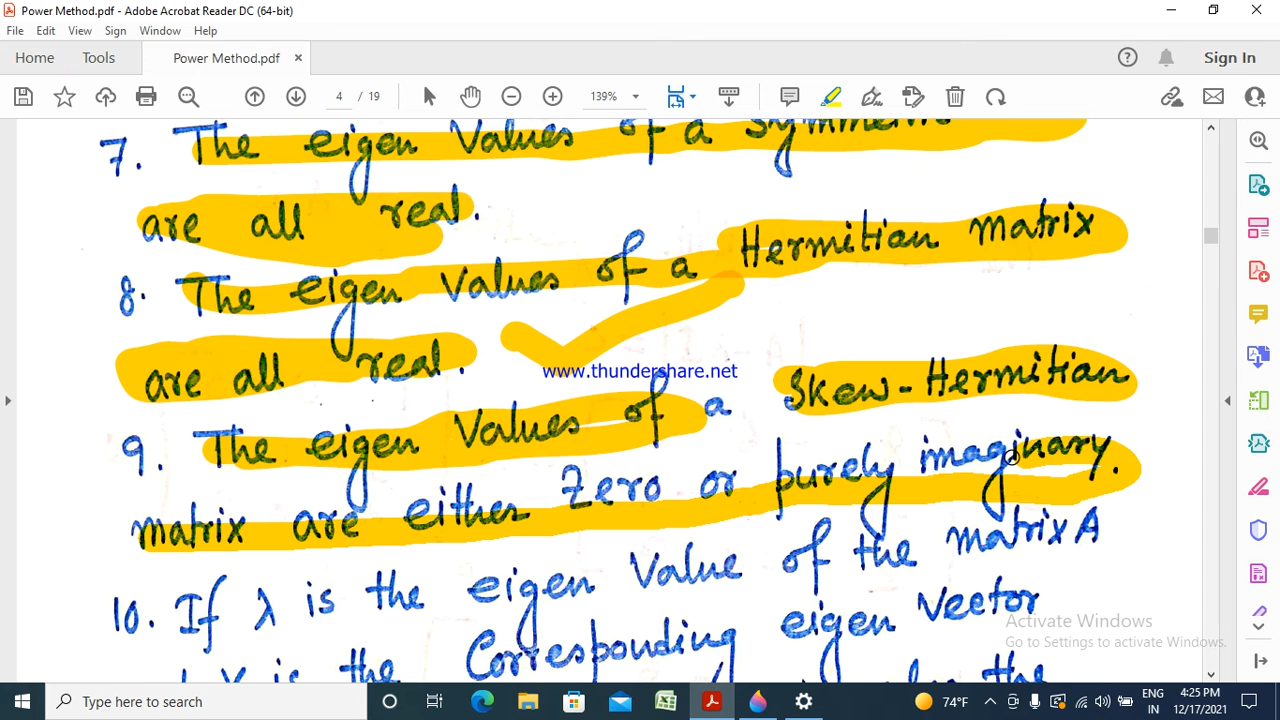 Power Method.pdf - Adobe Acrobat Reader DC (64-bit)
File Edit View Sign Window Help
Home Tools Power Method.pdf × Sign In
4 / 19 139%
7. The eigen Values of a Symmetric
are all real.
8. The eigen Values of a Hermitian matrix
are all real.
www.thundershare.net
9. The eigen Values of a Skew-Hermitian
matrix are either Zero or purely imaginary.
10. If λ is the eigen Value of the matrix A
X is the Corresponding eigen Vector
the
Activate Windows
Go to Settings to activate Windows.
Type here to search 74°F ENG IN 4:25 PM 12/17/2021